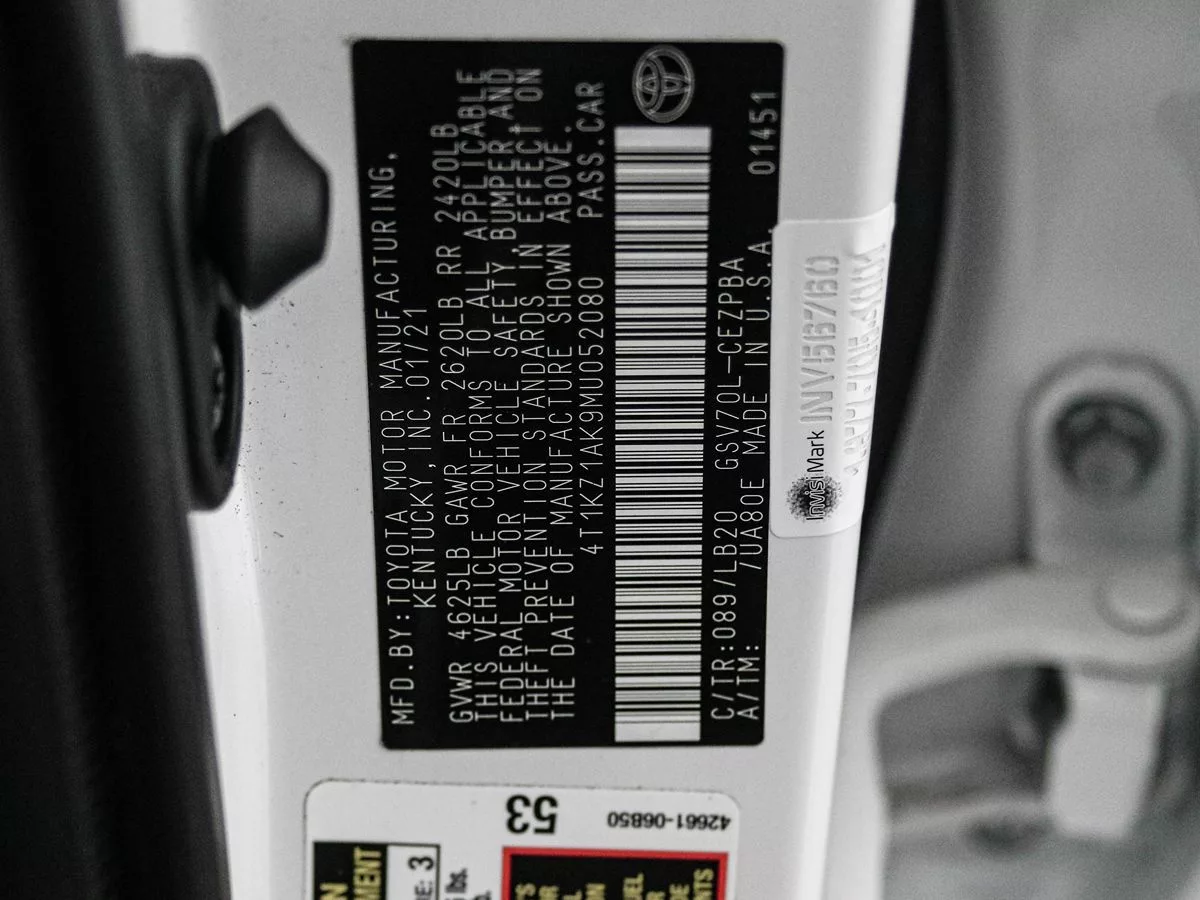 MFD.BY:TOYOTA MOTOR MANUFACTURING,
KENTUCKY,INC.01/21
GVWR 4625LB GAWR FR 2620LB RR 2420LB
THIS VEHICLE CONFORMS TO ALL APPLICABLE
FEDERAL MOTOR VEHICLE SAFETY, BUMPER AND
THEFT PREVENTION STANDARDS IN EFFECT ON
THE DATE OF MANUFACTURE SHOWN ABOVE.
4T1KZ1AK9MU052080 PASS.CAR
C/TR:089/LB20 GSV70L-CEZPBA 01451
A/TM: /UA80E MADE IN U.S.A.
InvisiMark INV
53
42661-06B50